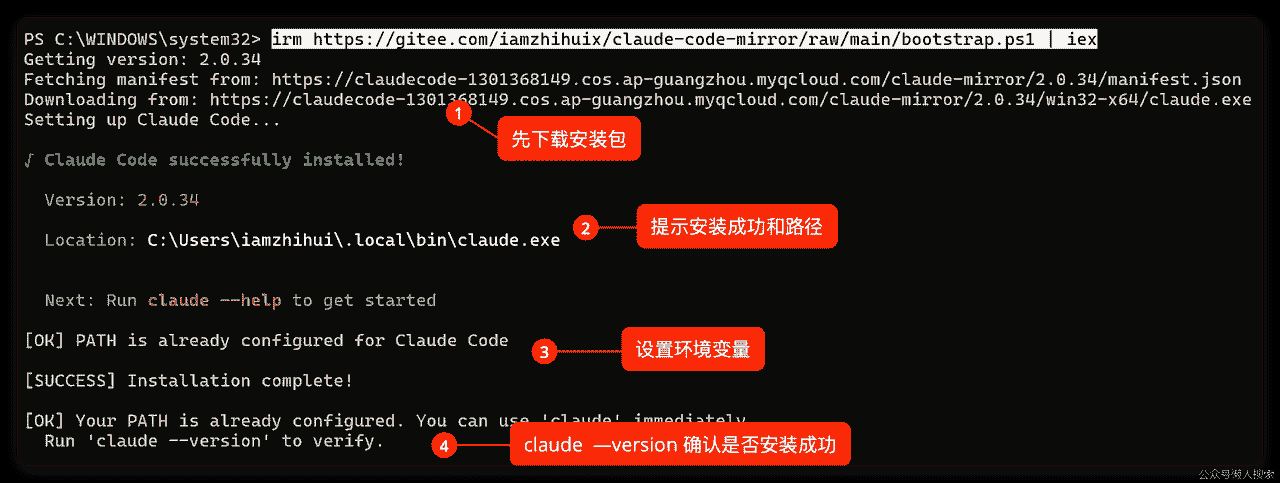 PS C:\WINDOWS\system32> irm https://gitee.com/iamzhihuix/claude-code-mirror/raw/main/bootstrap.ps1 | iex
Getting version: 2.0.34
Fetching manifest from: https://claudecode-1301368149.cos.ap-guangzhou.myqcloud.com/claude-mirror/2.0.34/manifest.json
Downloading from: https://claudecode-1301368149.cos.ap-guangzhou.myqcloud.com/claude-mirror/2.0.34/win32-x64/claude.exe
Setting up Claude Code...
1 先下载安装包
√ Claude Code successfully installed!
Version: 2.0.34
Location: C:\Users\iamzhihui\.local\bin\claude.exe
2 提示安装成功和路径
Next: Run claude --help to get started
[OK] PATH is already configured for Claude Code
3 设置环境变量
[SUCCESS] Installation complete!
[OK] Your PATH is already configured. You can use 'claude' immediately
Run 'claude --version' to verify.
4 claude —version 确认是否安装成功
公众号懒人搜索